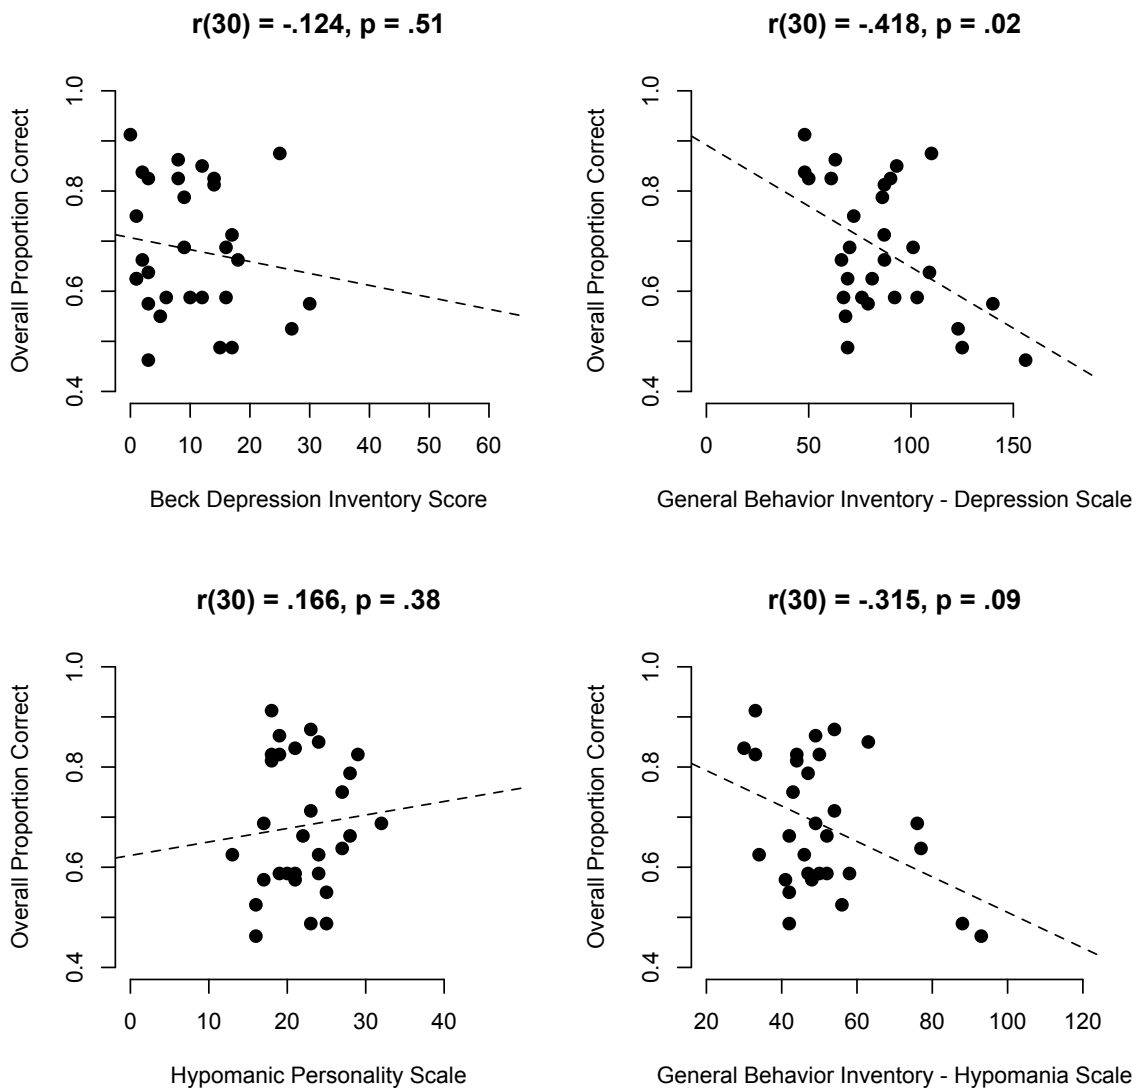 r(30) = -.124, p = .51
Overall Proportion Correct
1.0
0.8
0.6
0.4
0 10 20 30 40 50 60
Beck Depression Inventory Score
r(30) = -.418, p = .02
Overall Proportion Correct
1.0
0.8
0.6
0.4
0 50 100 150
General Behavior Inventory - Depression Scale
r(30) = .166, p = .38
Overall Proportion Correct
1.0
0.8
0.6
0.4
0 10 20 30 40
Hypomanic Personality Scale
r(30) = -.315, p = .09
Overall Proportion Correct
1.0
0.8
0.6
0.4
20 40 60 80 100 120
General Behavior Inventory - Hypomania Scale